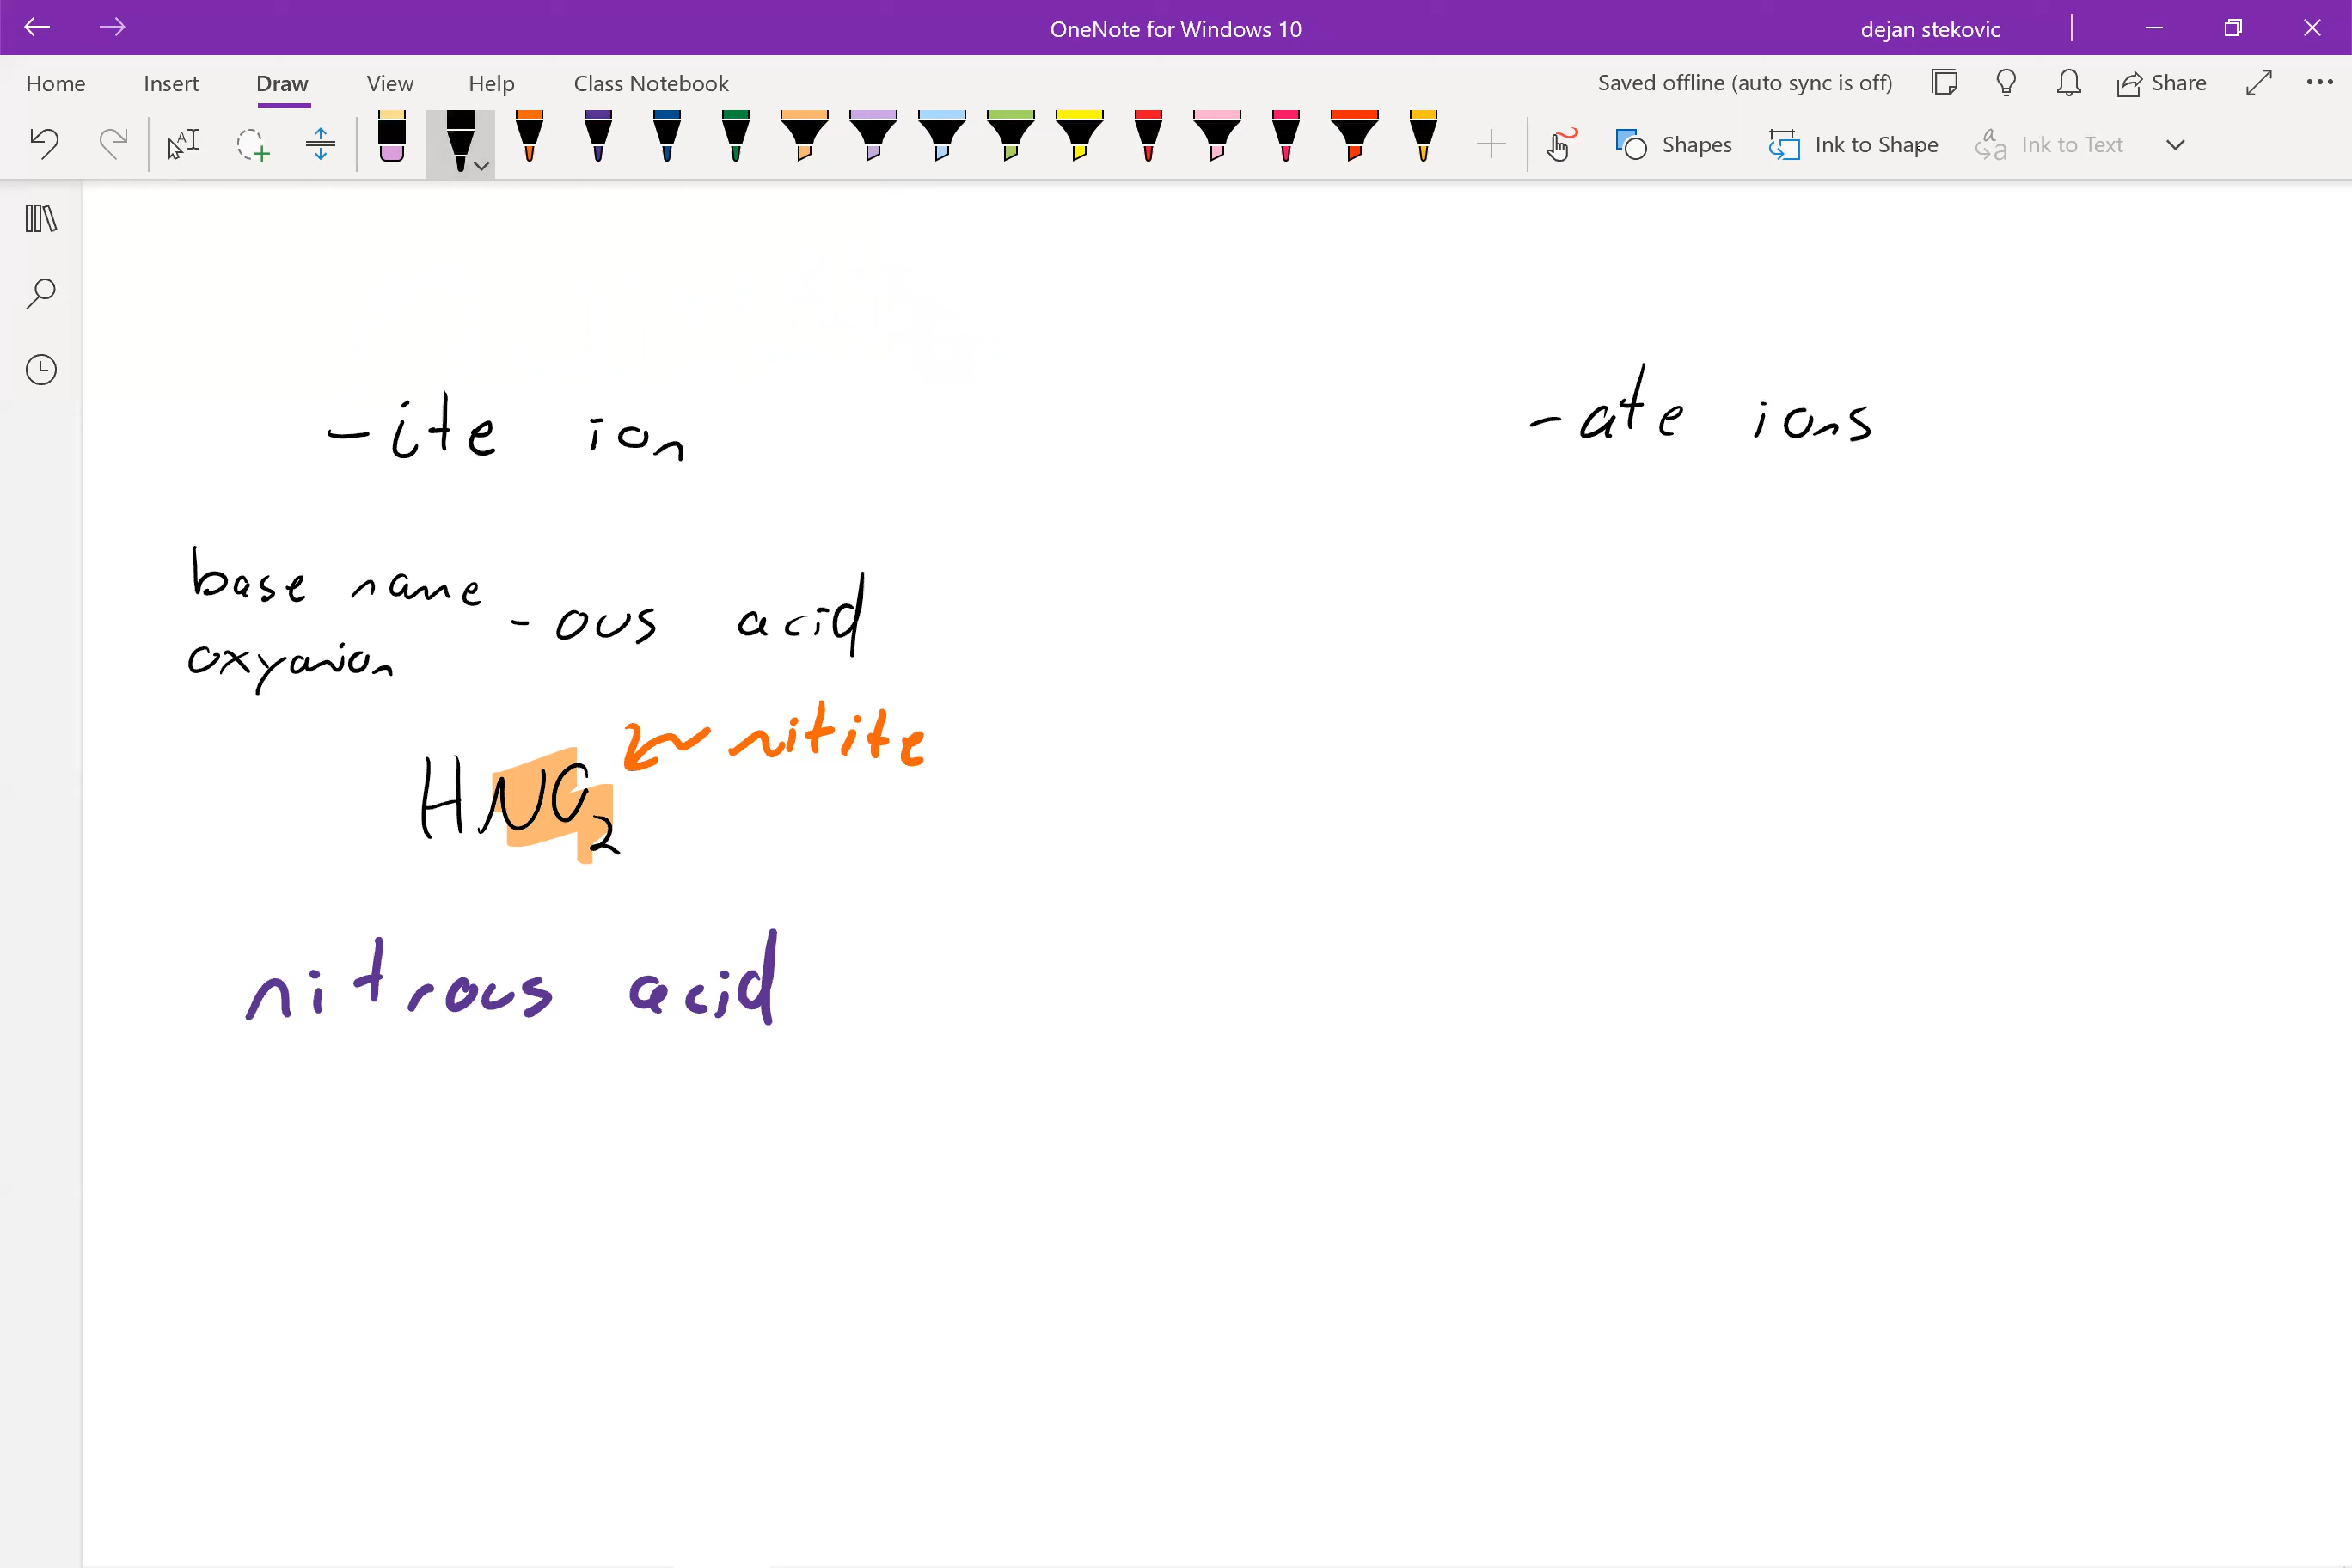 OneNote for Windows 10
dejan stekovic
Home Insert Draw View Help Class Notebook
Saved offline (auto sync is off) Share
Shapes Ink to Shape Ink to Text
-ite ion
-ate ions
base name
oxyanion
-ous acid
nitite
HNO₂
nitrous acid